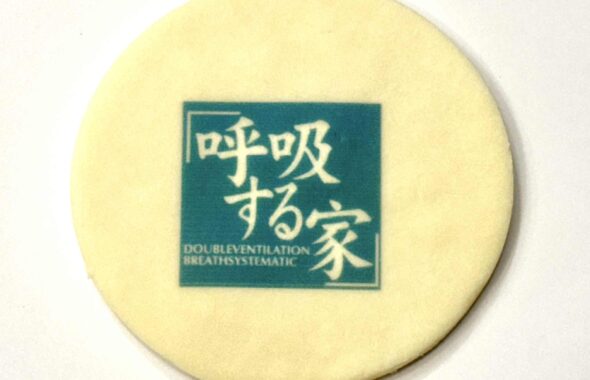 「呼吸
する
家」
DOUBLEVENTILATION
BREATHSYSTEMATIC